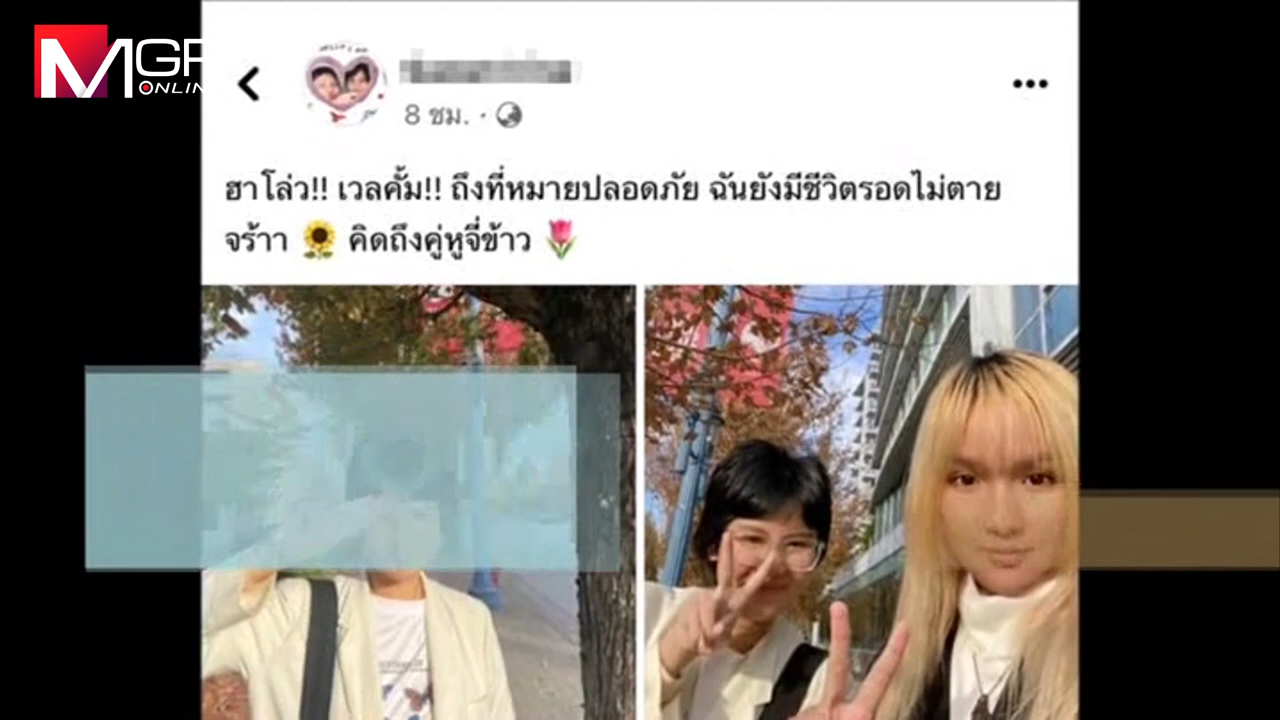 MGR
ONLIN
8 ชม. ·
ฮาโล่ว!! เวลคั้ม!! ถึงที่หมายปลอดภัย ฉันยังมีชีวิตรอดไม่ตาย
จร้าา 🌻 คิดถึงคู่หูจี่ข้าว 🌷